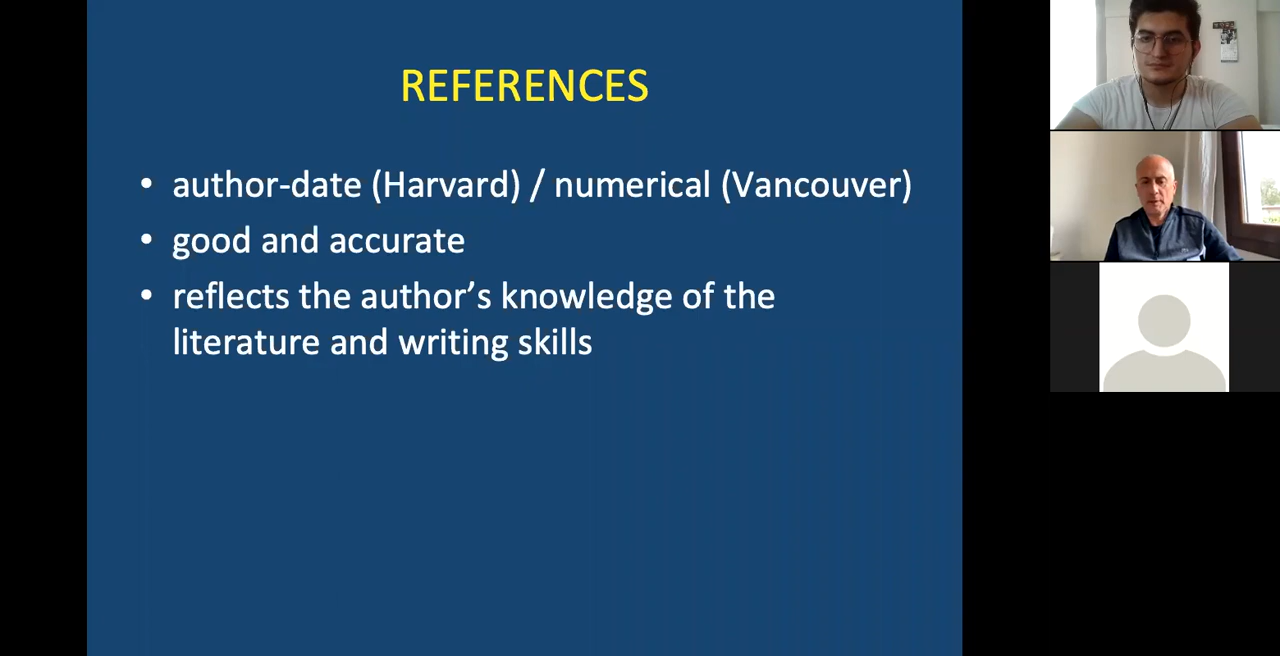 REFERENCES
• author-date (Harvard) / numerical (Vancouver)
• good and accurate
• reflects the author’s knowledge of the
literature and writing skills